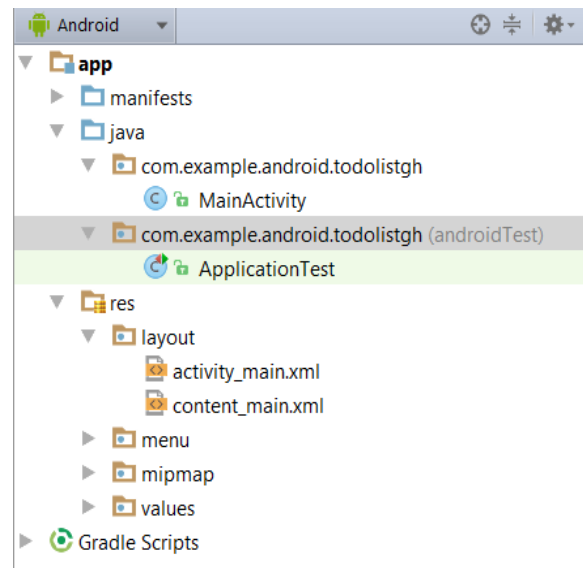 Android
app
manifests
java
com.example.android.todolistgh
C MainActivity
com.example.android.todolistgh (androidTest)
C ApplicationTest
res
layout
activity_main.xml
content_main.xml
menu
mipmap
values
Gradle Scripts